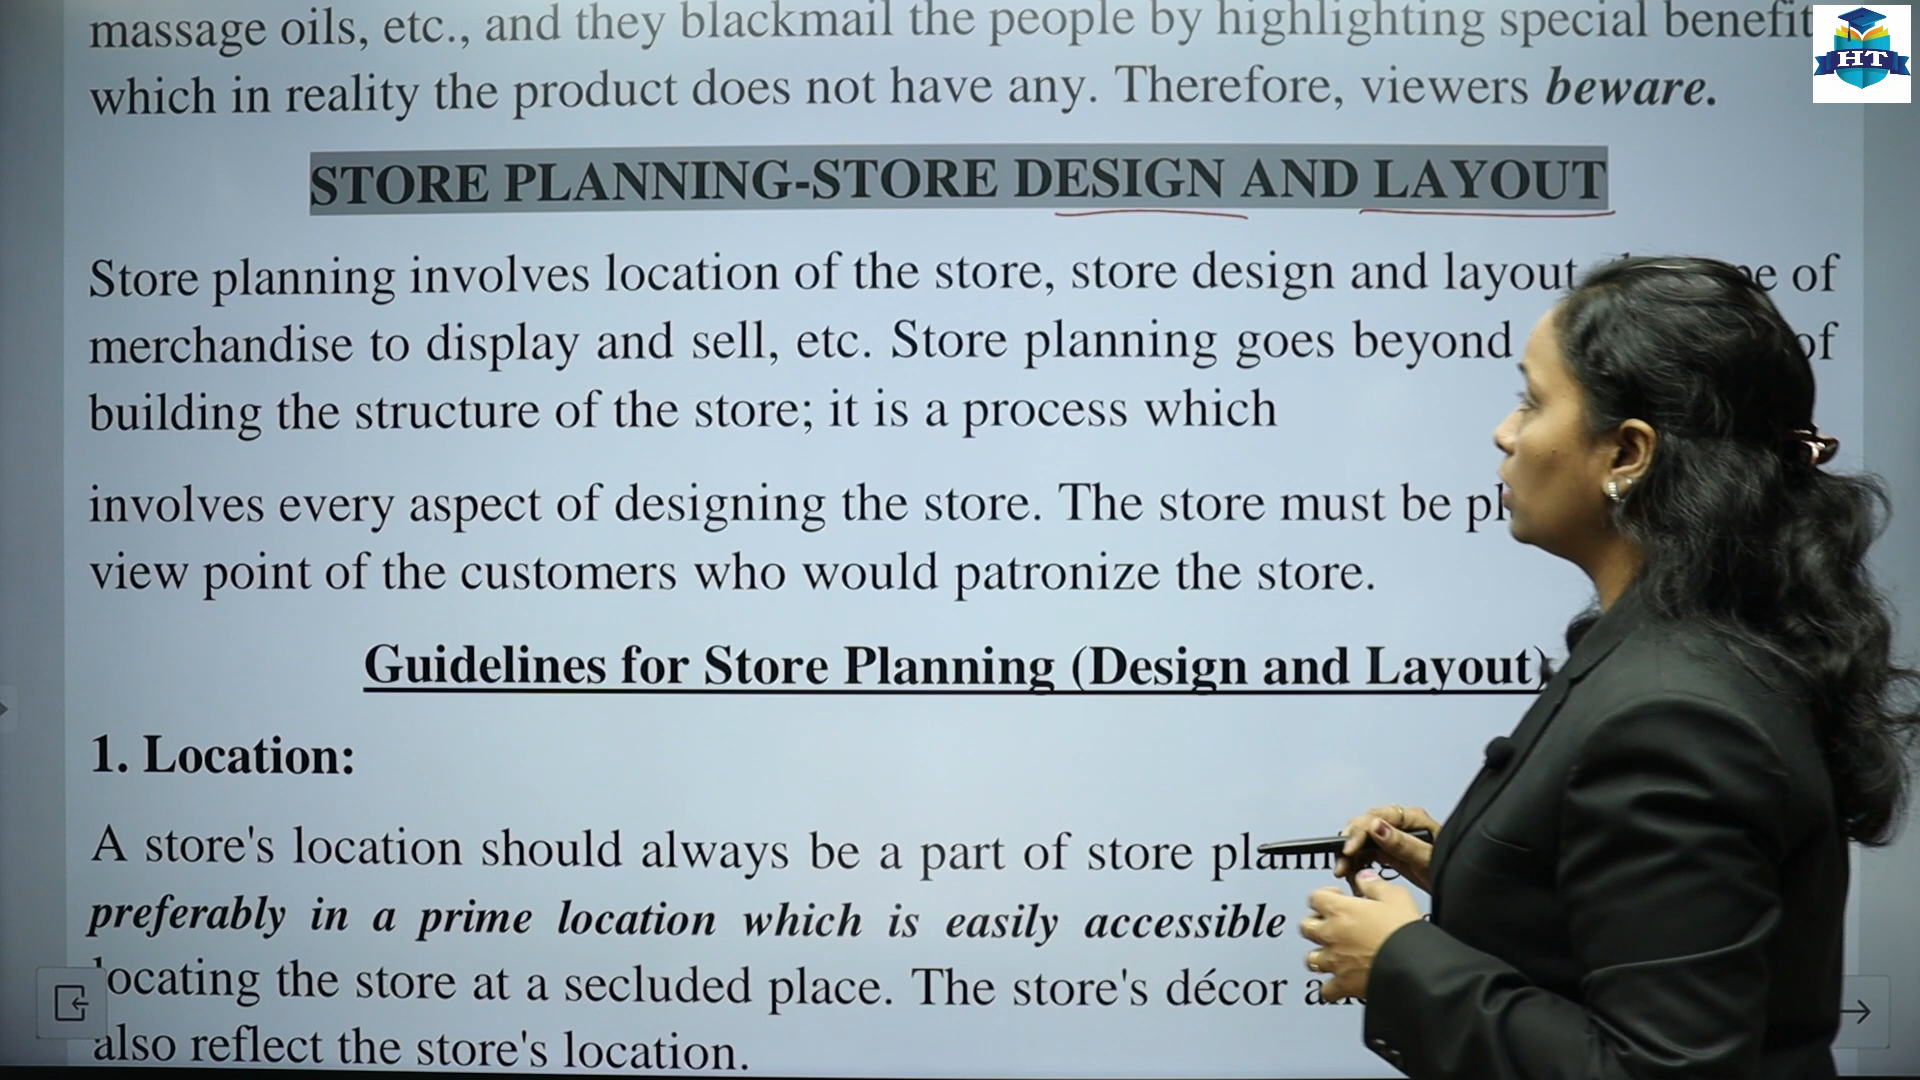 massage oils, etc., and they blackmail the people by highlighting special benefit
which in reality the product does not have any. Therefore, viewers beware.
HT
STORE PLANNING-STORE DESIGN AND LAYOUT
Store planning involves location of the store, store design and layout of
merchandise to display and sell, etc. Store planning goes beyond of
building the structure of the store; it is a process which
involves every aspect of designing the store. The store must be
view point of the customers who would patronize the store.
Guidelines for Store Planning (Design and Layout)
1. Location:
A store's location should always be a part of store
preferably in a prime location which is easily accessible
locating the store at a secluded place. The store's décor
also reflect the store's location.